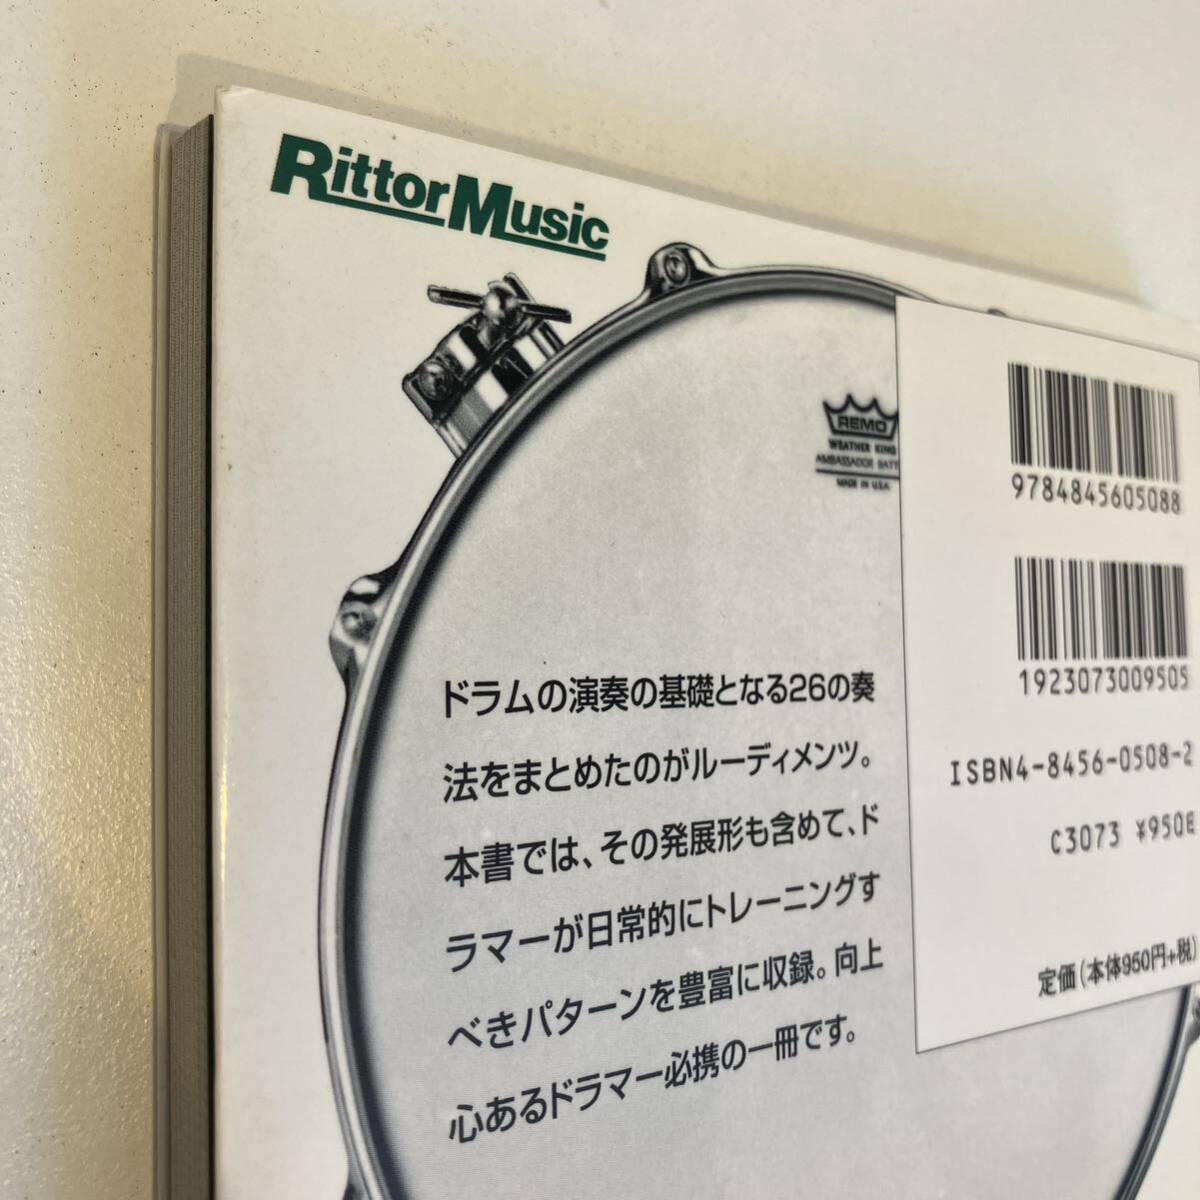 RittorMusic
REMO
WEATHER KING
AMBASSADOR BATT
MADE IN U.S.A.
9784845605088
1923073009505
ISBN4-8456-0508-2
C3073 ¥950E
定価(本体950円+税)
ドラムの演奏の基礎となる26の奏
法をまとめたのがルーディメンツ。
本書では、その発展形も含めて、ド
ラマーが日常的にトレーニングす
べきパターンを豊富に収録。向上
心あるドラマー必携の一冊です。